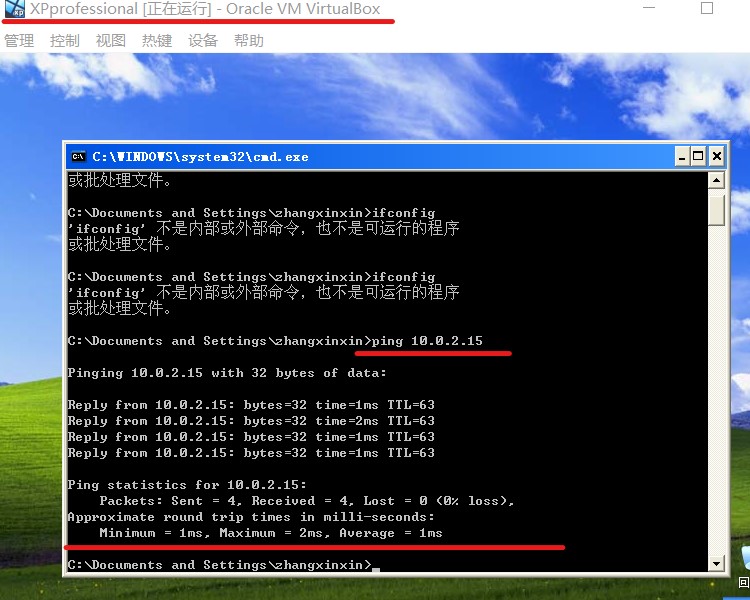 XPprofessional [正在运行] - Oracle VM VirtualBox
管理 控制 视图 热键 设备 帮助
C:\WINDOWS\system32\cmd.exe
或批处理文件。
C:\Documents and Settings\zhangxinxin>ifconfig
'ifconfig' 不是内部或外部命令，也不是可运行的程序
或批处理文件。
C:\Documents and Settings\zhangxinxin>ifconfig
'ifconfig' 不是内部或外部命令，也不是可运行的程序
或批处理文件。
C:\Documents and Settings\zhangxinxin>ping 10.0.2.15
Pinging 10.0.2.15 with 32 bytes of data:
Reply from 10.0.2.15: bytes=32 time=1ms TTL=63
Reply from 10.0.2.15: bytes=32 time=2ms TTL=63
Reply from 10.0.2.15: bytes=32 time=1ms TTL=63
Reply from 10.0.2.15: bytes=32 time=1ms TTL=63
Ping statistics for 10.0.2.15:
Packets: Sent = 4, Received = 4, Lost = 0 (0% loss),
Approximate round trip times in milli-seconds:
Minimum = 1ms, Maximum = 2ms, Average = 1ms
C:\Documents and Settings\zhangxinxin>